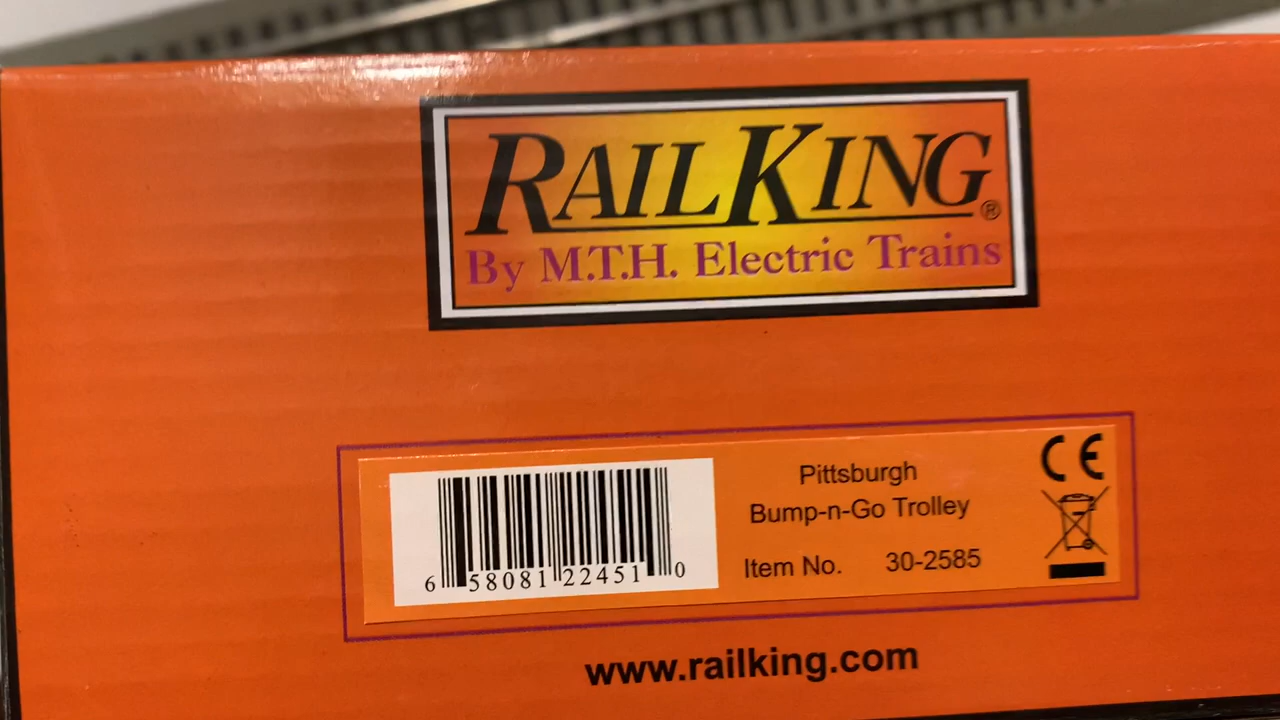 RAILKING®
By M.T.H. Electric Trains
Pittsburgh
Bump-n-Go Trolley
Item No. 30-2585
CE
6 58081 22451 0
www.railking.com